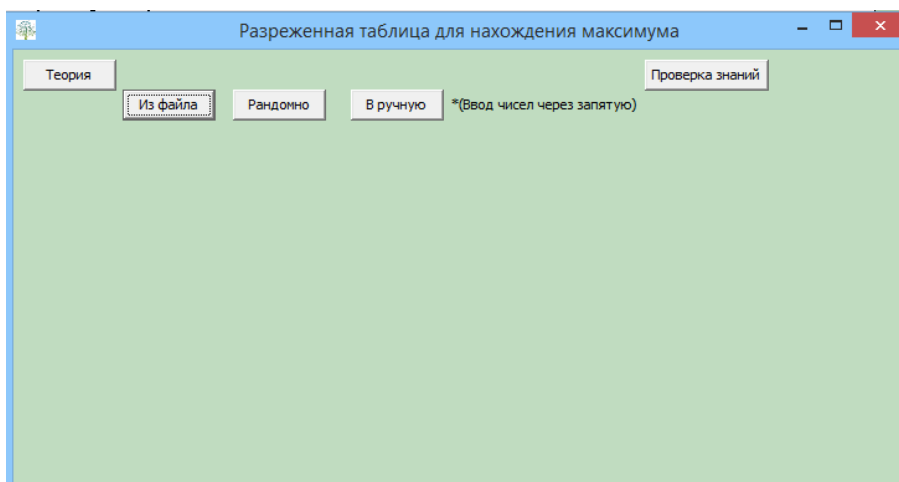 Разреженная таблица для нахождения максимума
Теория
Проверка знаний
Из файла
Рандомно
В ручную
*(Ввод чисел через запятую)